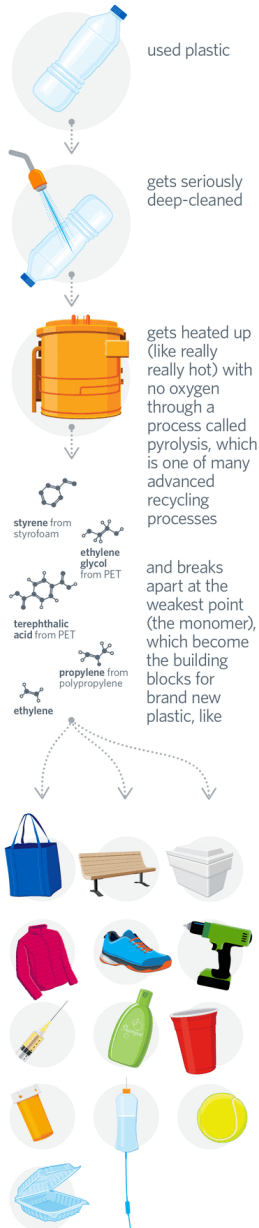 used plastic
gets seriously
deep-cleaned
gets heated up
(like really
really hot) with
no oxygen
through a
process called
pyrolysis, which
is one of many
advanced
recycling
processes
styrene from
styrofoam
ethylene
glycol
from PET
terephthalic
acid from PET
propylene from
polypropylene
ethylene
and breaks
apart at the
weakest point
(the monomer),
which become
the building
blocks for
brand new
plastic, like